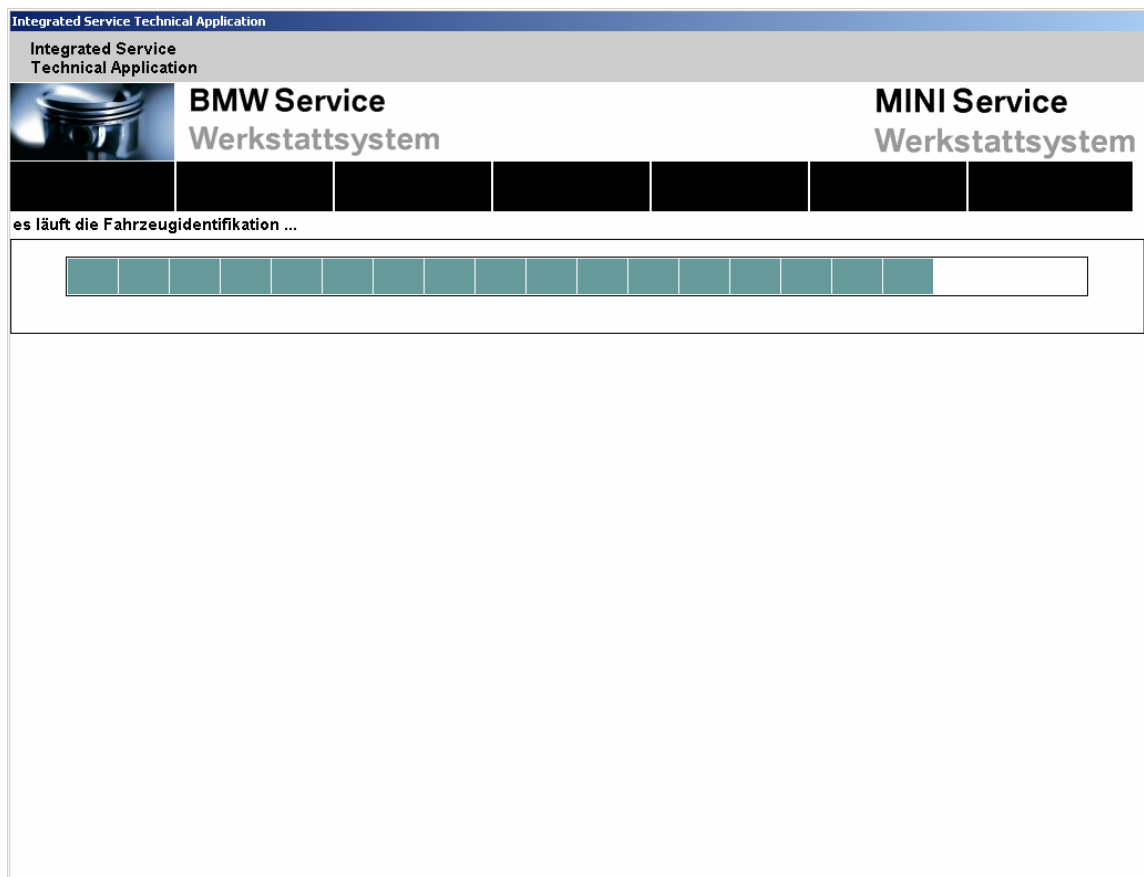 Integrated Service Technical Application
Integrated Service
Technical Application
BMW Service
Werkstattsystem
MINI Service
Werkstattsystem
es läuft die Fahrzeugidentifikation ...